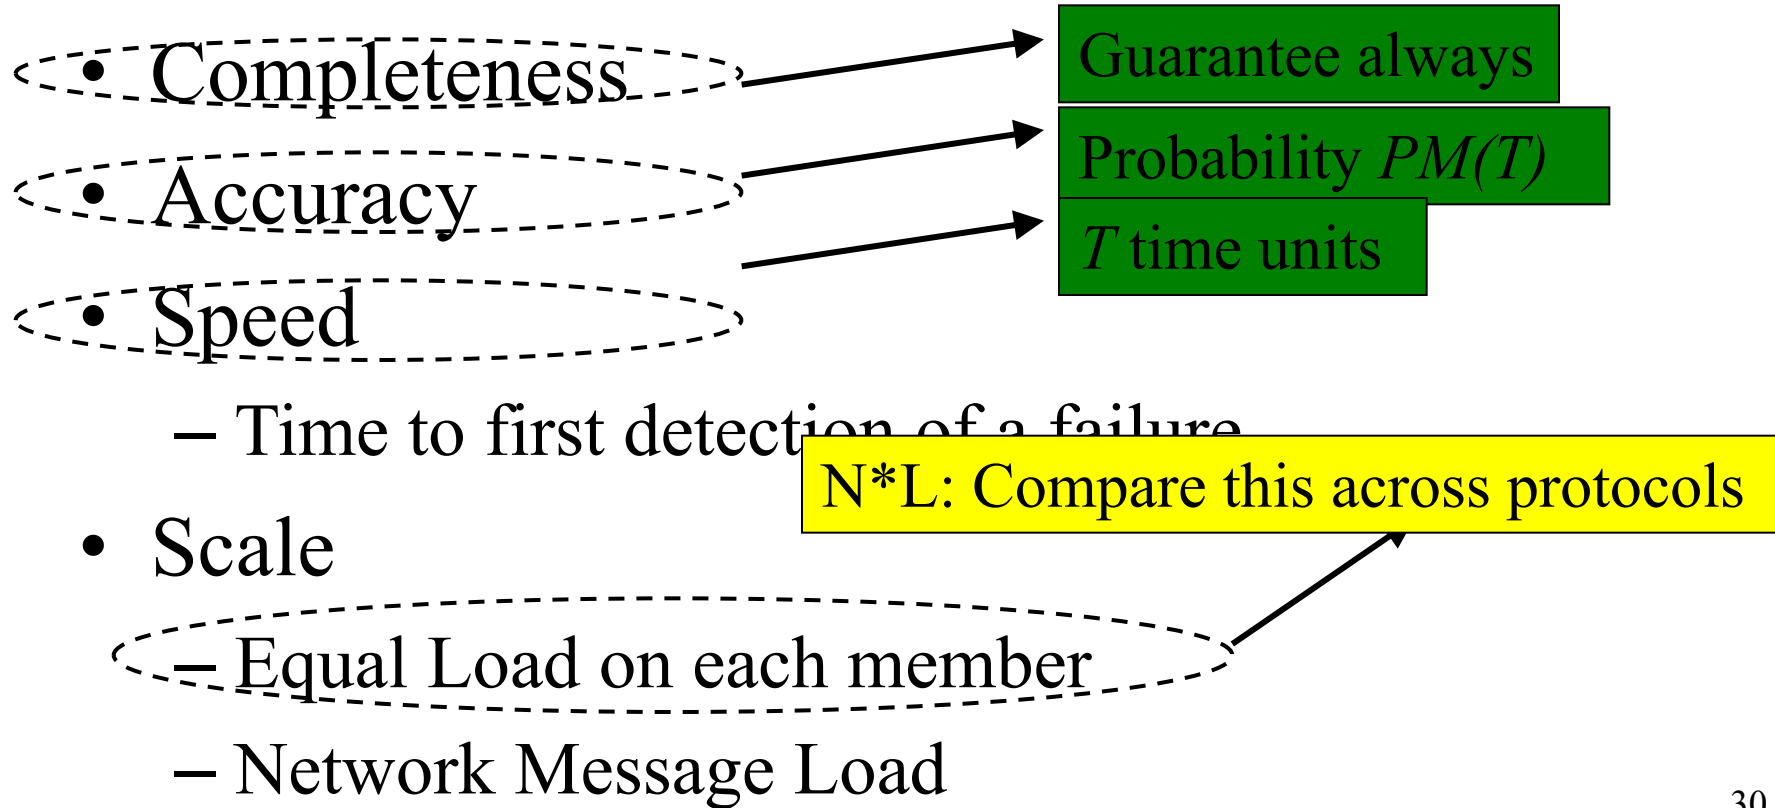 • Completeness
Guarantee always
• Accuracy
Probability PM(T)
• Speed
T time units
– Time to first detection of a failure
N*L: Compare this across protocols
• Scale
– Equal Load on each member
– Network Message Load
30